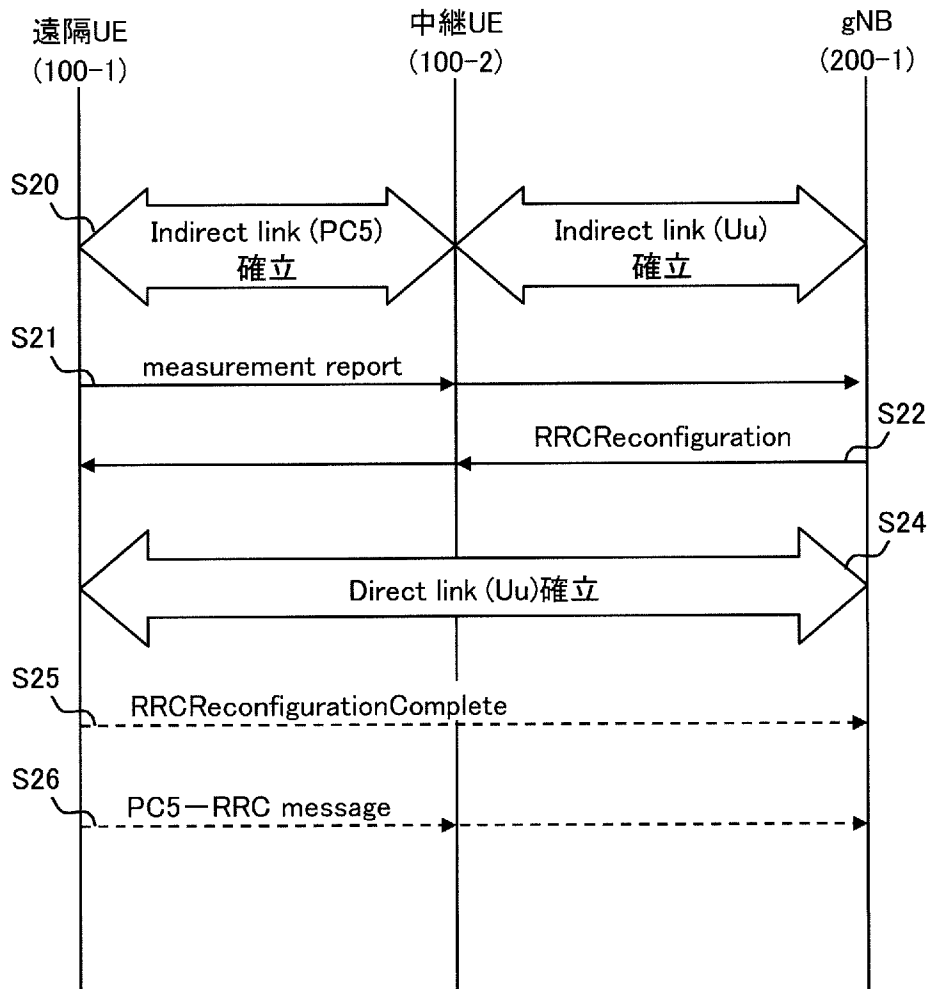 遠隔UE
(100-1)
中継UE
(100-2)
gNB
(200-1)
S20
Indirect link (PC5)
確立
Indirect link (Uu)
確立
S21
measurement report
S22
RRCReconfiguration
S24
Direct link (Uu)確立
S25
RRCReconfigurationComplete
S26
PC5－RRC message